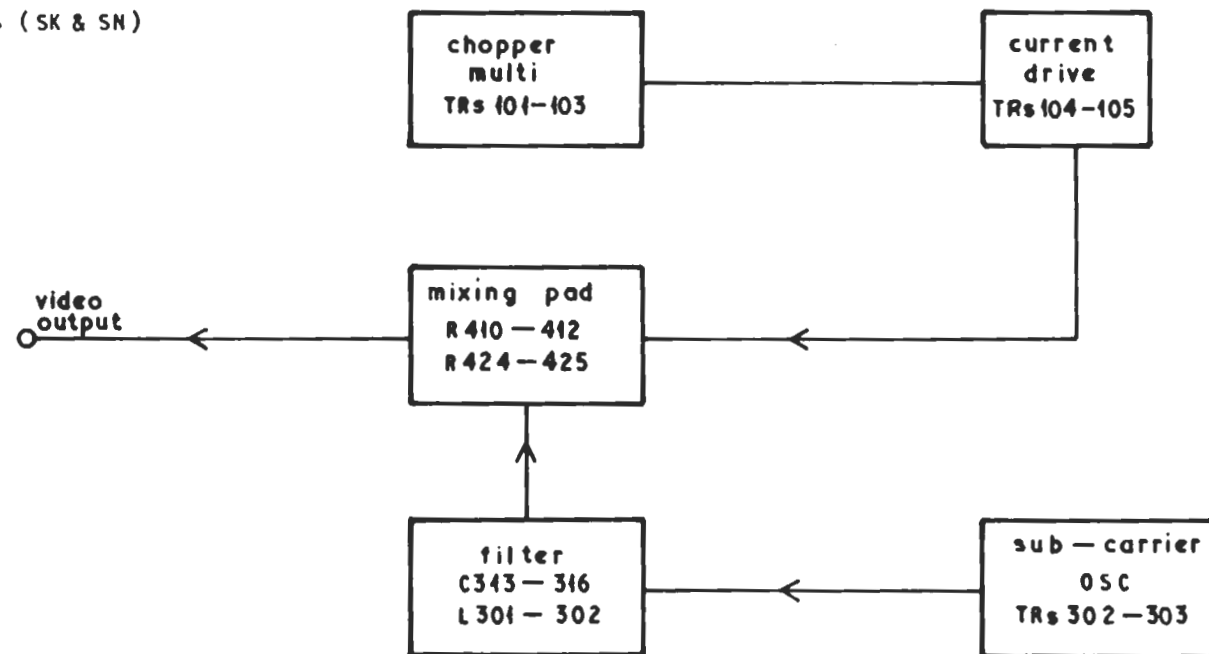 (SK & SN)
chopper
multi
TRs 101-103
current
drive
TRs 104-105
video
output
mixing pad
R 410 — 412
R 424 — 425
filter
C313 — 316
L 301 — 302
sub — carrier
OSC
TRs 302 — 303